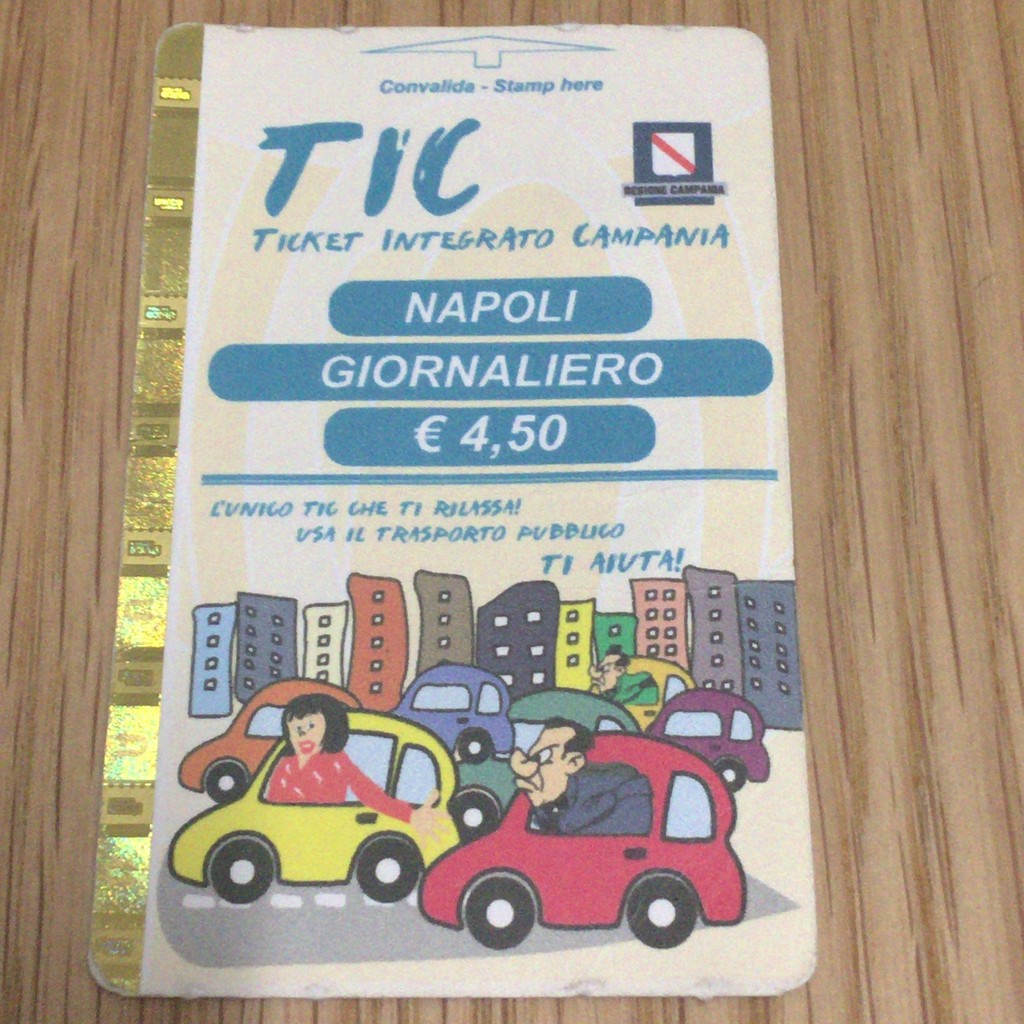 Convalida - Stamp here
TIC
REGIONE CAMPANIA
TICKET INTEGRATO CAMPANIA
NAPOLI
GIORNALIERO
€ 4,50
L'UNICO TIC CHE TI RILASSA!
USA IL TRASPORTO PUBBLICO
TI AIUTA!